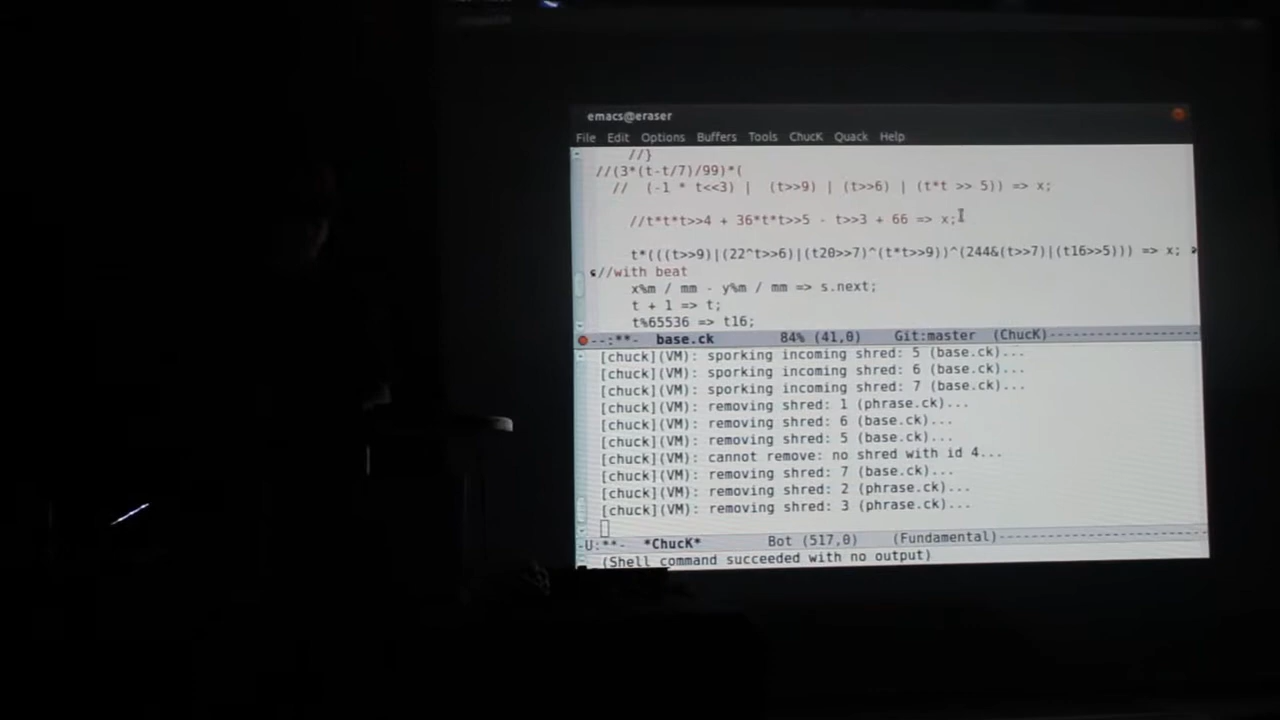 emacs@eraser
File Edit Options Buffers Tools ChucK Quack Help
//}
//(3*(t-t/7)/99)*(
// (-1 * t<<3) | (t>>9) | (t>>6) | (t*t >> 5)) => x;
//t*t*t>>4 + 36*t*t>>5 - t>>3 + 66 => x;
t*(((t>>9)|(22^t>>6)|(t20>>7)^(t*t>>9))^(244&(t>>7)|(t16>>5))) => x;
//with beat
x%m / mm - y%m / mm => s.next;
t + 1 => t;
t%65536 => t16;
--:**- base.ck 84% (41,0) Git:master (ChucK)
[chuck](VM): sporking incoming shred: 5 (base.ck)...
[chuck](VM): sporking incoming shred: 6 (base.ck)...
[chuck](VM): sporking incoming shred: 7 (base.ck)...
[chuck](VM): removing shred: 1 (phrase.ck)...
[chuck](VM): removing shred: 6 (base.ck)...
[chuck](VM): removing shred: 5 (base.ck)...
[chuck](VM): cannot remove: no shred with id 4...
[chuck](VM): removing shred: 7 (base.ck)...
[chuck](VM): removing shred: 2 (phrase.ck)...
[chuck](VM): removing shred: 3 (phrase.ck)...
-U:**- *ChucK* Bot (517,0) (Fundamental)
(Shell command succeeded with no output)